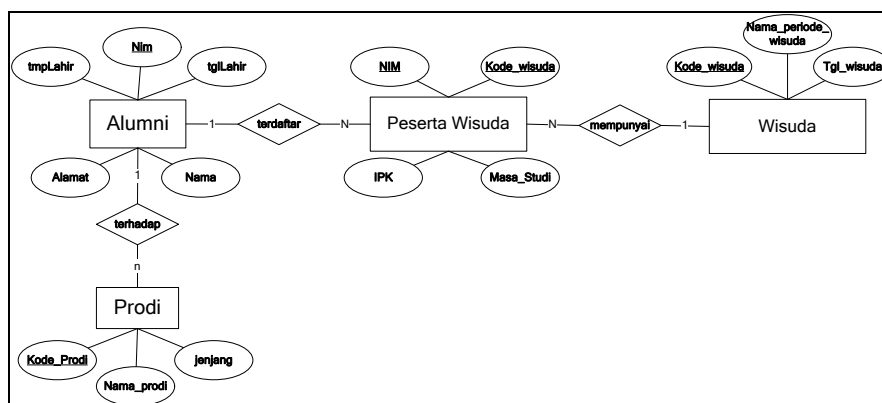 Nim
tmpLahir
tglLahir
Alumni
Alamat
Nama
1
terdaftar
N
NIM
Kode_wisuda
Peserta Wisuda
IPK
Masa_Studi
N
mempunyai
1
Nama_periode_
wisuda
Kode_wisuda
Tgl_wisuda
Wisuda
1
terhadap
n
Prodi
Kode_Prodi
Nama_prodi
jenjang